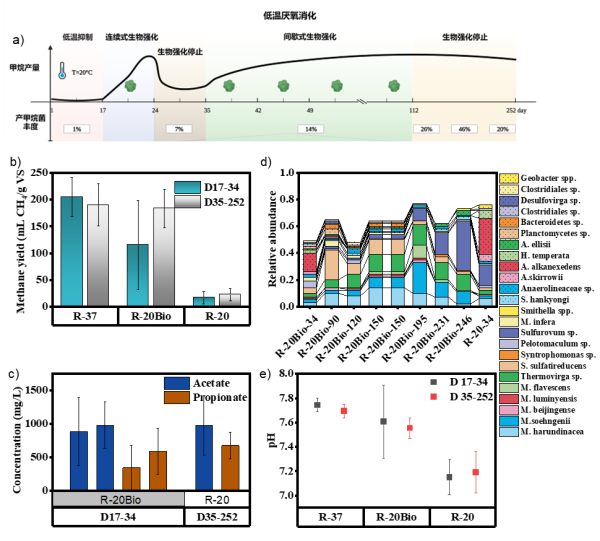 低温厌氧消化
a)
低温抑制
连续式生物强化
生物强化停止
间歇式生物强化
生物强化停止
甲烷产量
T=20°C
1 17 24 35 42 49 112 252 day
产甲烷菌
丰度
1% 7% 14% 26% 46% 20%
b)
Methane yield (mL CH4/g VS)
300
250
200
150
100
50
0
D17-34
D35-252
R-37 R-20Bio R-20
c)
Concentration (mg/L)
1500
1000
500
0
Acetate
Propionate
R-20Bio R-20
D17-34 D35-252
d)
Relative abundance
1.0
0.8
0.6
0.4
0.2
0.0
R-20Bio-34
R-20Bio-90
R-20Bio-120
R-20Bio-150
R-20Bio-150
R-20Bio-195
R-20Bio-231
R-20Bio-246
R-20-34
Geobacter spp.
Clostridiales sp.
Desulfovirga sp.
Clostridiales sp.
Bacteroidetes sp.
Planctomycetes sp.
A. ellisii
H. temperata
A. alkanexedens
A.skirrowii
Anaerolineaceae sp.
S. hankyongi
Smithella spp.
M. infera
Sulfurovum sp.
Pelotomaculum sp.
Syntrophomonas sp.
S. sulfatireducens
Thermovirga sp.
M. flavescens
M. luminyensis
M. beijingense
M.soehngenii
M. harundinacea
e)
pH
8.0
7.8
7.6
7.4
7.2
7.0
D 17-34
D 35-252
R-37 R-20Bio R-20